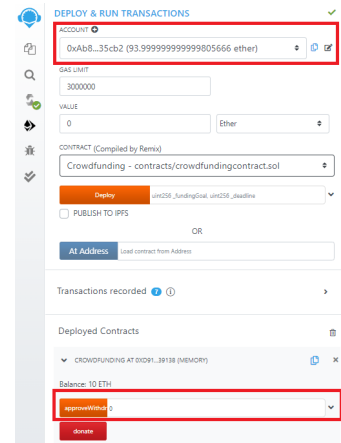 DEPLOY & RUN TRANSACTIONS
ACCOUNT
0xAb8...35cb2 (93.999999999999805666 ether)
GAS LIMIT
3000000
VALUE
0 Ether
CONTRACT (Compiled by Remix)
Crowdfunding - contracts/crowdfundingcontract.sol
Deploy uint256 _fundingGoal, uint256 _deadline
PUBLISH TO IPFS
OR
At Address Load contract from Address
Transactions recorded 7 i
Deployed Contracts
CROWDFUNDING AT 0XD91...39138 (MEMORY)
Balance: 10 ETH
approveWithdr 0
donate